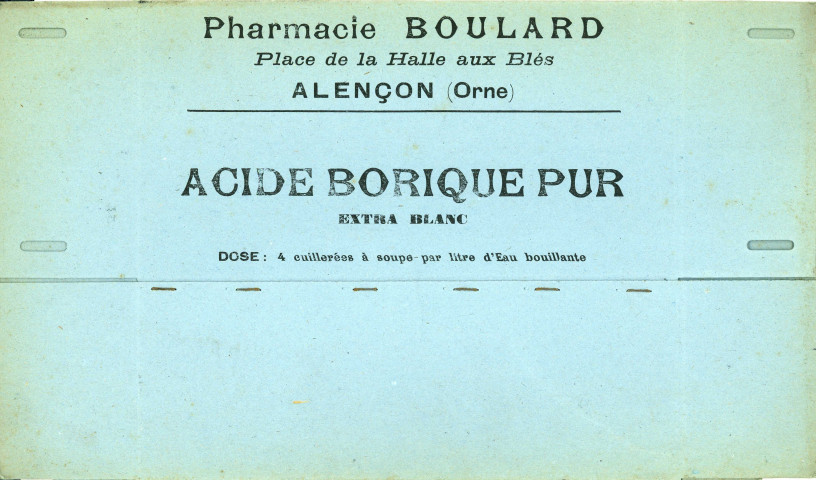 Pharmacie BOULARD
Place de la Halle aux Blés
ALENÇON (Orne)
ACIDE BORIQUE PUR
EXTRA BLANC
DOSE : 4 cuillerées à soupe par litre d'Eau bouillante